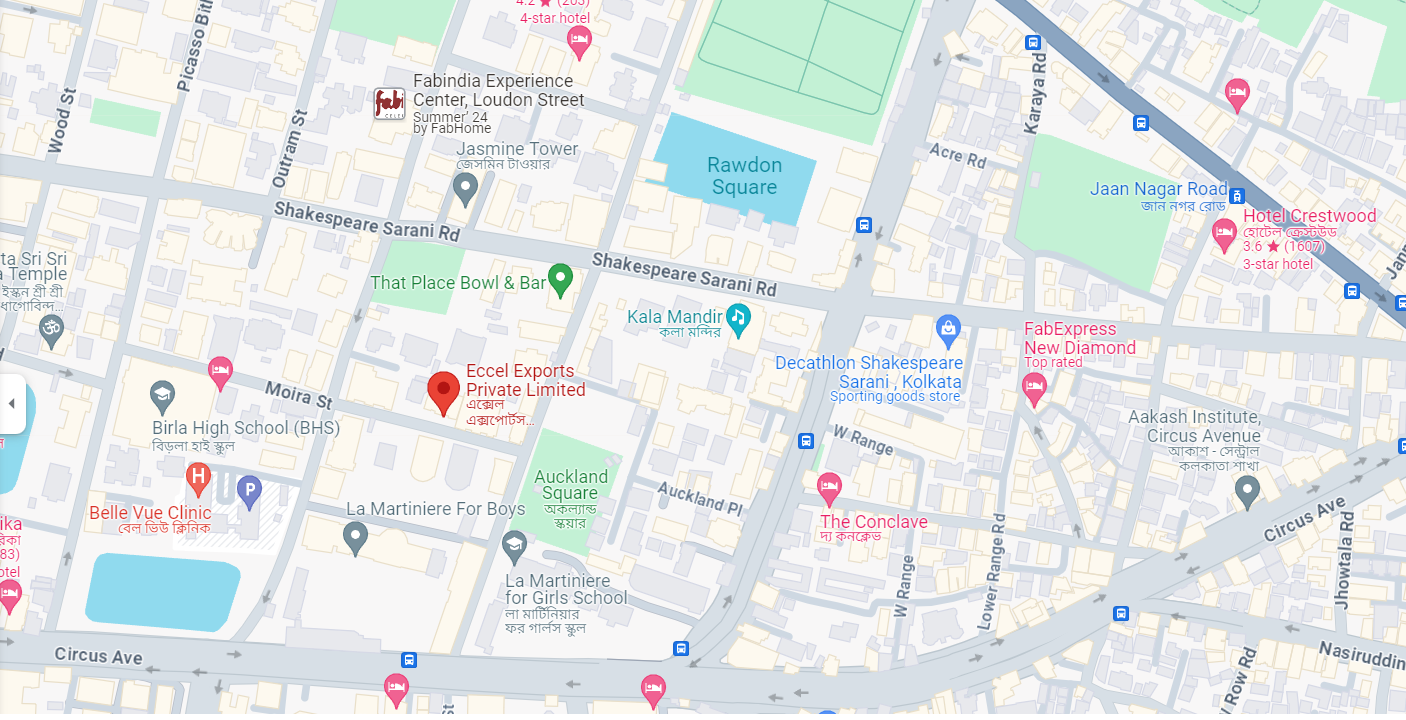 4.2 ★ (203)
4-star hotel
Picasso Bith
Fabindia Experience
Center, Loudon Street
Summer' 24
by FabHome
Wood St
Outram St
Jasmine Tower
জেসমিন টাওয়ার
Rawdon
Square
Karaya Rd
Acre Rd
Jaan Nagar Road
জান নগর রোড
Hotel Crestwood
হোটেল ক্রেস্টউড
3.6 ★ (1607)
3-star hotel
Shakespeare Sarani Rd
Shakespeare Sarani Rd
Jan
ta Sri Sri
a Temple
ইস্কন শ্রী শ্রী
ধাগোবিন্দ...
That Place Bowl & Bar
Kala Mandir
কলা মন্দির
Decathlon Shakespeare
Sarani , Kolkata
Sporting goods store
FabExpress
New Diamond
Top rated
Eccel Exports
Private Limited
এক্সেল
এক্সপোর্টস...
Moira St
Birla High School (BHS)
বিড়লা হাই স্কুল
Aakash Institute,
Circus Avenue
আকাশ - সেন্ট্রাল
কলকাতা শাখা
W Range
H
P
Auckland
Square
অকল্যান্ড
স্কয়ার
Auckland Pl
Belle Vue Clinic
বেল ভিউ ক্লিনিক
La Martiniere For Boys
The Conclave
দ্য কনক্লেভ
Circus Ave
Jhowtala Rd
ika
রিকা
83)
otel
La Martiniere
for Girls School
লা মার্টিনিয়ার
ফর গার্লস স্কুল
W Range
Lower Range Rd
Circus Ave
Nasiruddin
Row Rd
St